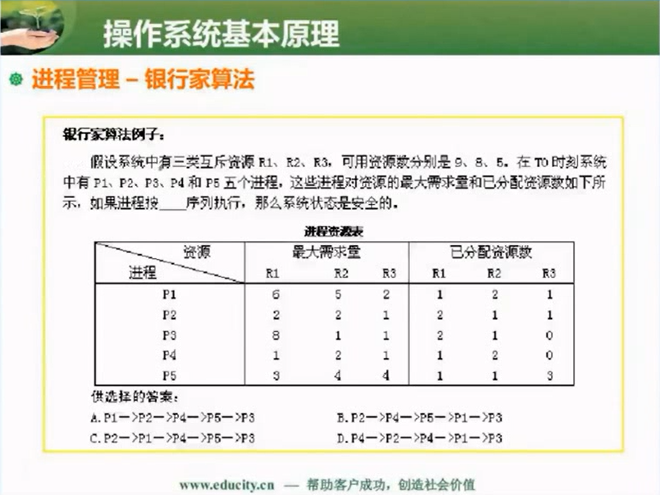 操作系统基本原理
进程管理 – 银行家算法
银行家算法例子:
假设系统中有三类互斥资源 R1、R2、R3, 可用资源数分别是 9、8、5。在 T0 时刻系统
中有 P1、P2、P3、P4 和 P5 五个进程, 这些进程对资源的最大需求量和已分配资源数如下所
示, 如果进程按____序列执行, 那么系统状态是安全的。
进程资源表
资源 最大需求量 已分配资源数
进程 R1 R2 R3 R1 R2 R3
P1 6 5 2 1 2 1
P2 2 2 1 2 1 1
P3 8 1 1 2 1 0
P4 1 2 1 1 2 0
P5 3 4 4 1 1 3
供选择的答案:
A.P1—>P2—>P4—>P5—>P3 B.P2—>P4—>P5—>P1—>P3
C.P2—>P1—>P4—>P5—>P3 D.P4—>P2—>P4—>P1—>P3
www.educity.cn — 帮助客户成功，创造社会价值